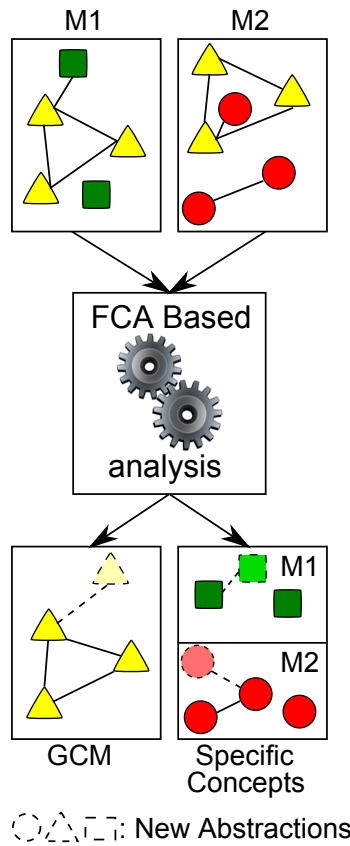 M1
M2
FCA Based
analysis
M1
M2
GCM
Specific
Concepts
: New Abstractions